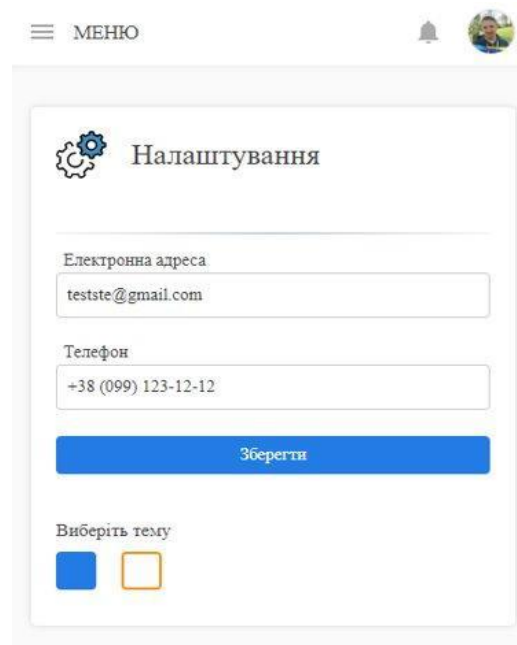 МЕНЮ
Налаштування
Електронна адреса
testste@gmail.com
Телефон
+38 (099) 123-12-12
Зберегти
Виберіть тему